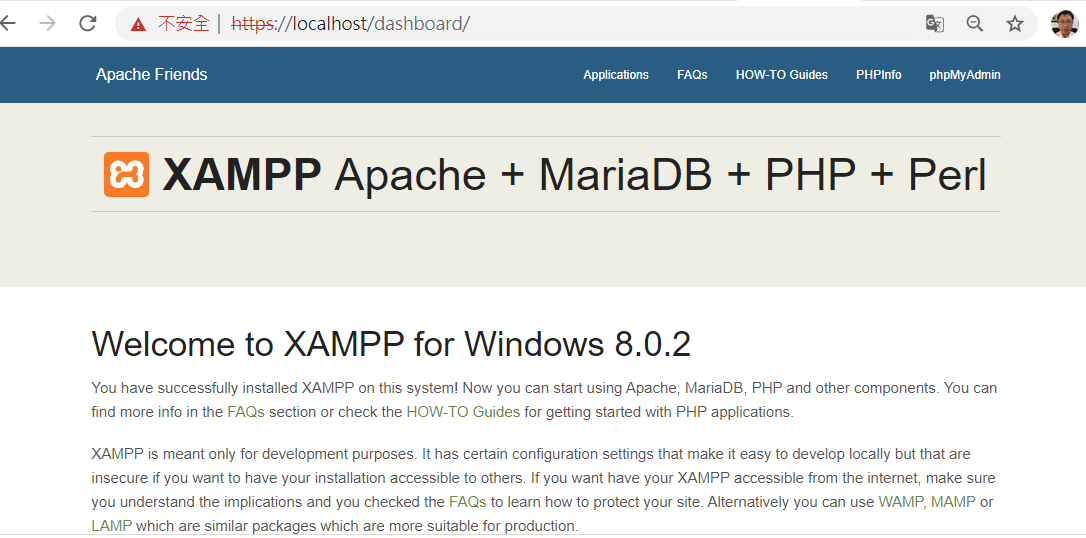 不安全 | https://localhost/dashboard/
Apache Friends
Applications FAQs HOW-TO Guides PHPInfo phpMyAdmin
XAMPP Apache + MariaDB + PHP + Perl
Welcome to XAMPP for Windows 8.0.2
You have successfully installed XAMPP on this system! Now you can start using Apache, MariaDB, PHP and other components. You can
find more info in the FAQs section or check the HOW-TO Guides for getting started with PHP applications.
XAMPP is meant only for development purposes. It has certain configuration settings that make it easy to develop locally but that are
insecure if you want to have your installation accessible to others. If you want have your XAMPP accessible from the internet, make sure
you understand the implications and you checked the FAQs to learn how to protect your site. Alternatively you can use WAMP, MAMP or
LAMP which are similar packages which are more suitable for production.